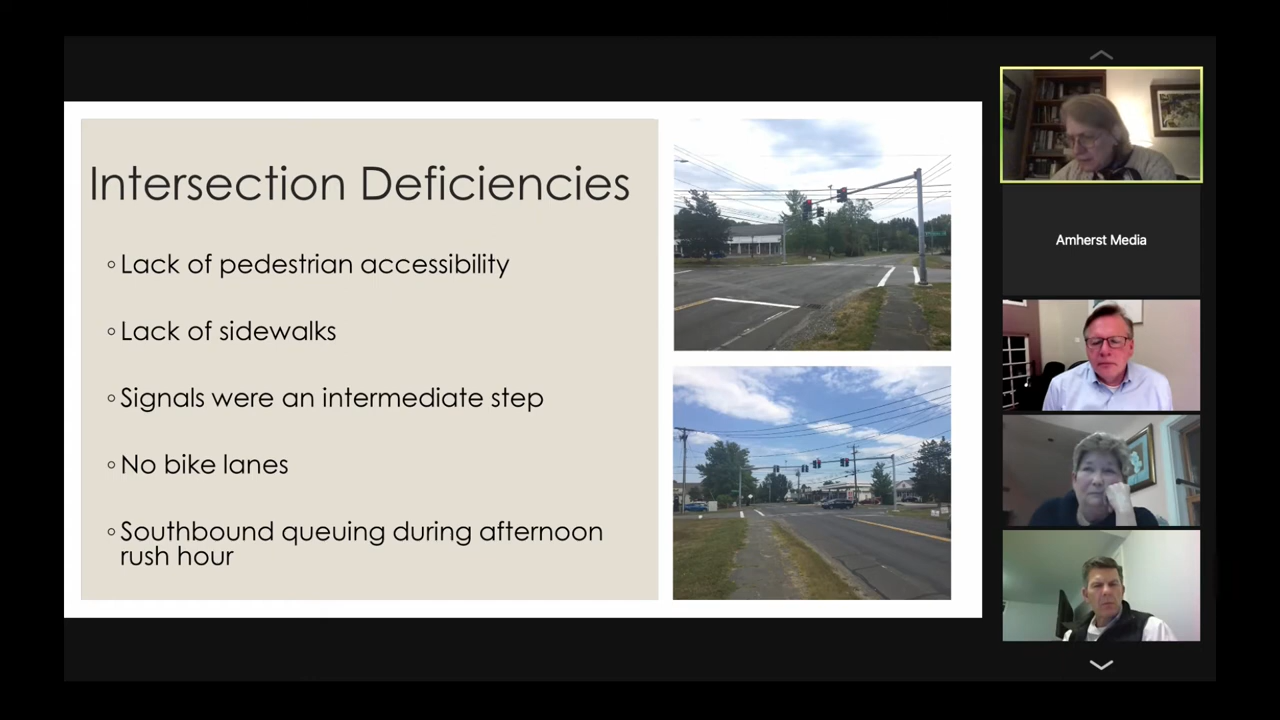 Intersection Deficiencies
◦Lack of pedestrian accessibility
◦Lack of sidewalks
◦Signals were an intermediate step
◦No bike lanes
◦Southbound queuing during afternoon
rush hour
Amherst Media